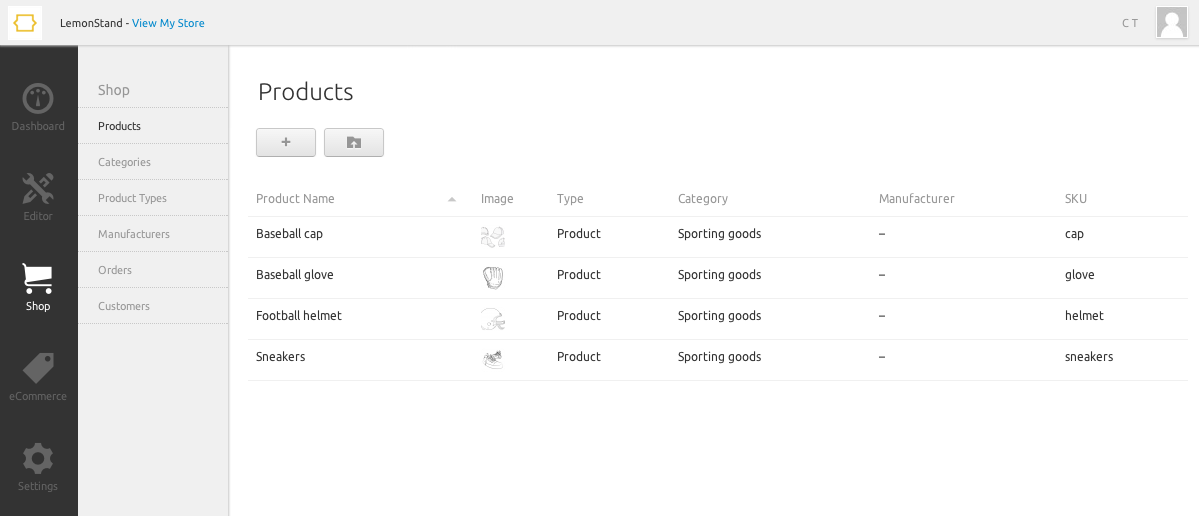 LemonStand - View My Store
C T
Dashboard
Editor
Shop
eCommerce
Settings
Shop
Products
Categories
Product Types
Manufacturers
Orders
Customers
Products
+
Product Name Image Type Category Manufacturer SKU
Baseball cap Product Sporting goods – cap
Baseball glove Product Sporting goods – glove
Football helmet Product Sporting goods – helmet
Sneakers Product Sporting goods – sneakers